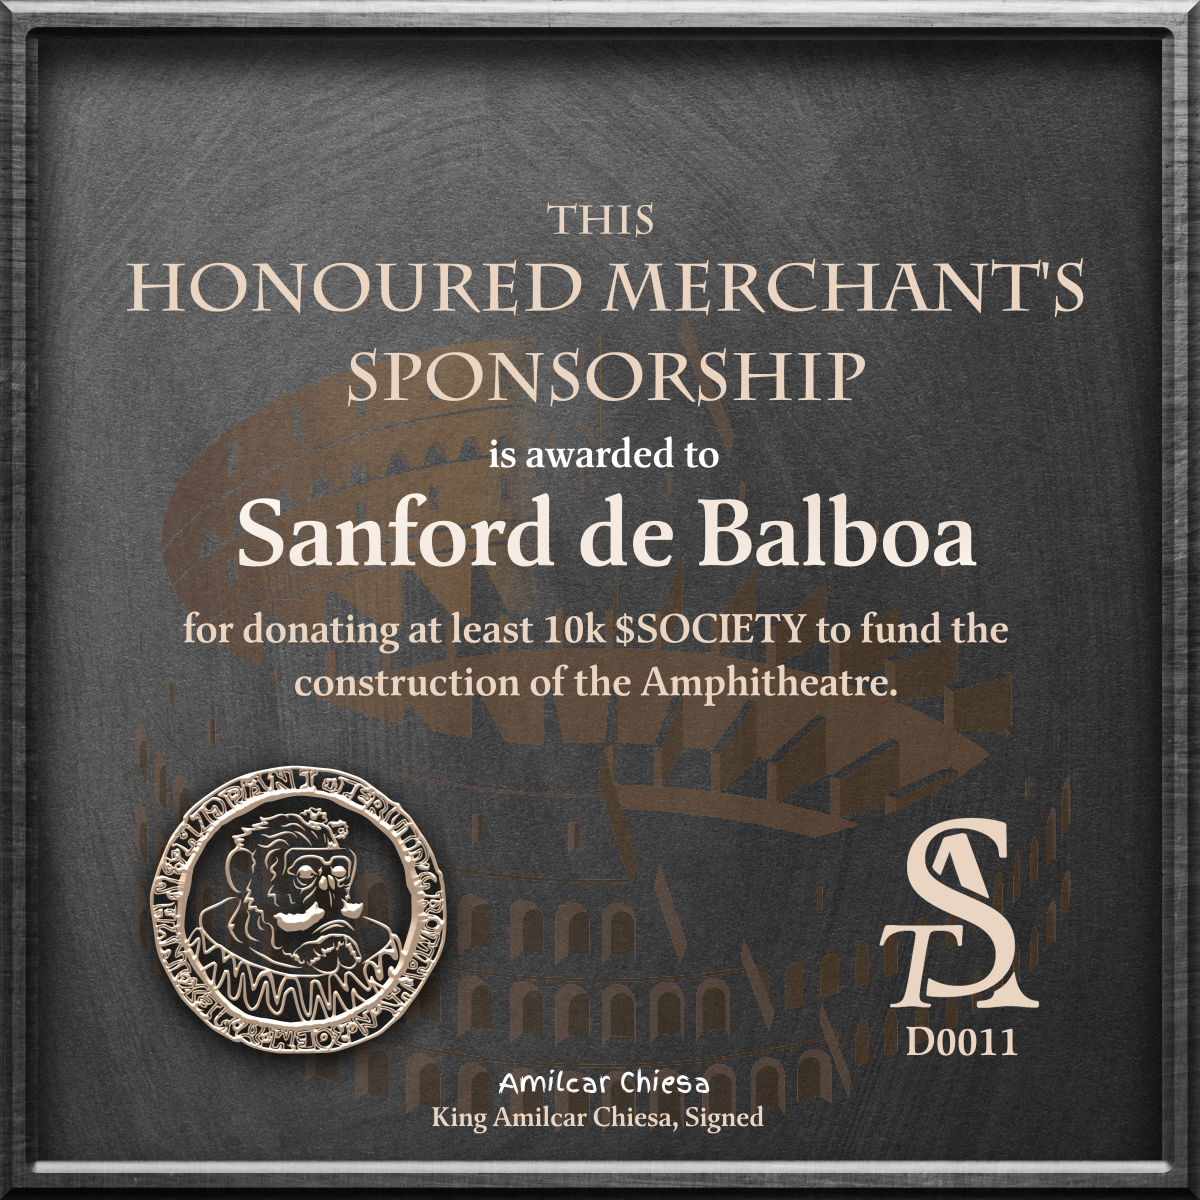 THIS
HONOURED MERCHANT'S
SPONSORSHIP
is awarded to
Sanford de Balboa
for donating at least 10k $SOCIETY to fund the
construction of the Amphitheatre.
TSA
D0011
Amilcar Chiesa
King Amilcar Chiesa, Signed